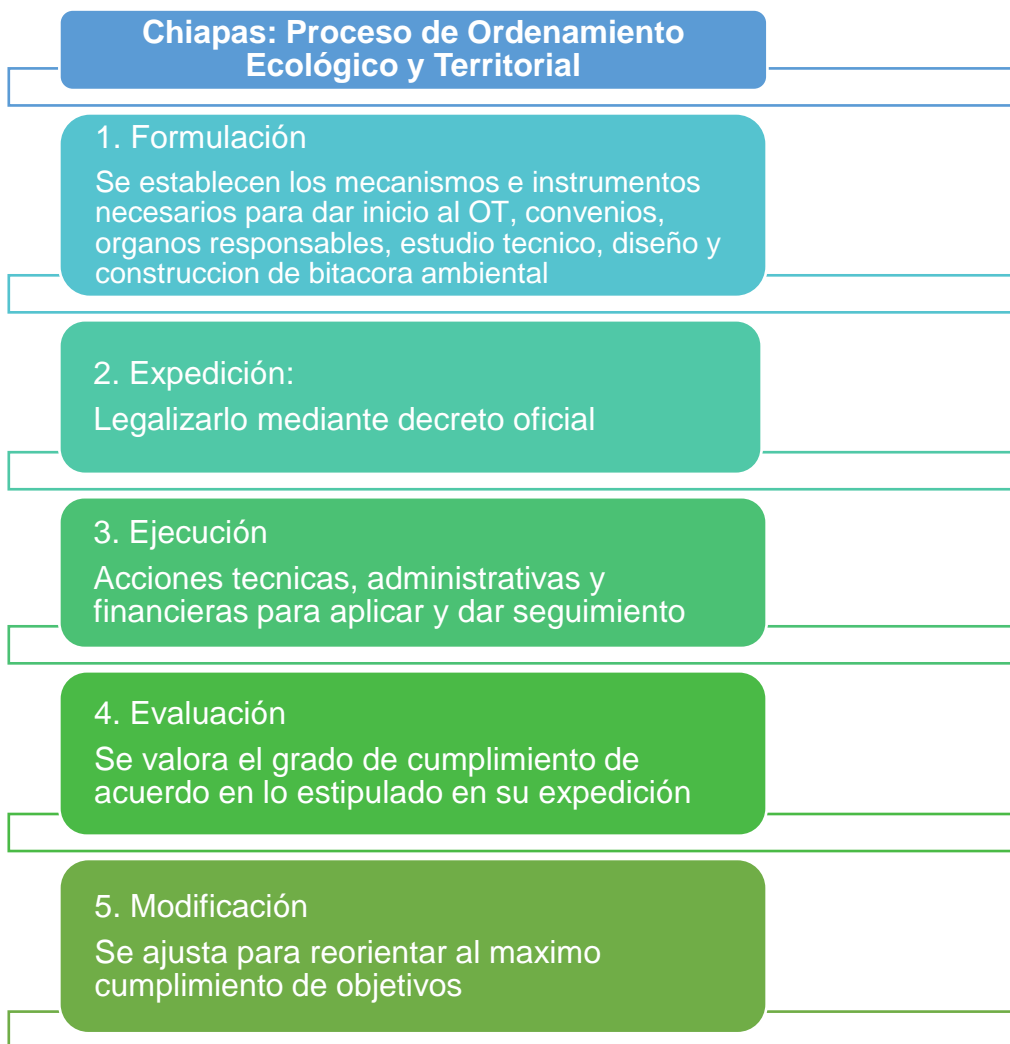 Chiapas: Proceso de Ordenamiento
Ecológico y Territorial
1. Formulación
Se establecen los mecanismos e instrumentos
necesarios para dar inicio al OT, convenios,
organos responsables, estudio tecnico, diseño y
construccion de bitacora ambiental
2. Expedición:
Legalizarlo mediante decreto oficial
3. Ejecución
Acciones tecnicas, administrativas y
financieras para aplicar y dar seguimiento
4. Evaluación
Se valora el grado de cumplimiento de
acuerdo en lo estipulado en su expedición
5. Modificación
Se ajusta para reorientar al maximo
cumplimiento de objetivos